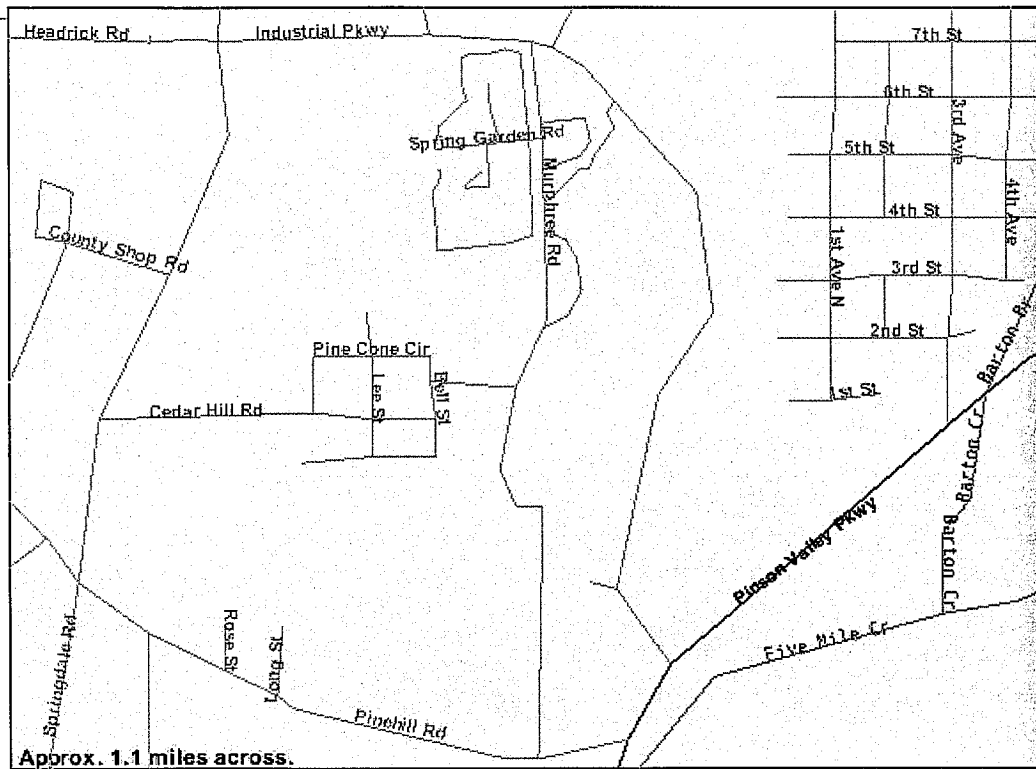 Headrick Rd
Industrial Pkwy
7th St
6th St
3rd Ave
Spring Garden Rd
5th St
Murphree Rd
4th St
4th Ave
County Shop Rd
1st Ave N
3rd St
2nd St
Barton Br
Pine Cone Cir
Lee St
Bell St
1st St
Cedar Hill Rd
Barton Cr
Pinson Valley Pkwy
Barton Cr
Rose St
Long St
Five Mile Cr
Springdale Rd
Pinehill Rd
Approx. 1.1 miles across.